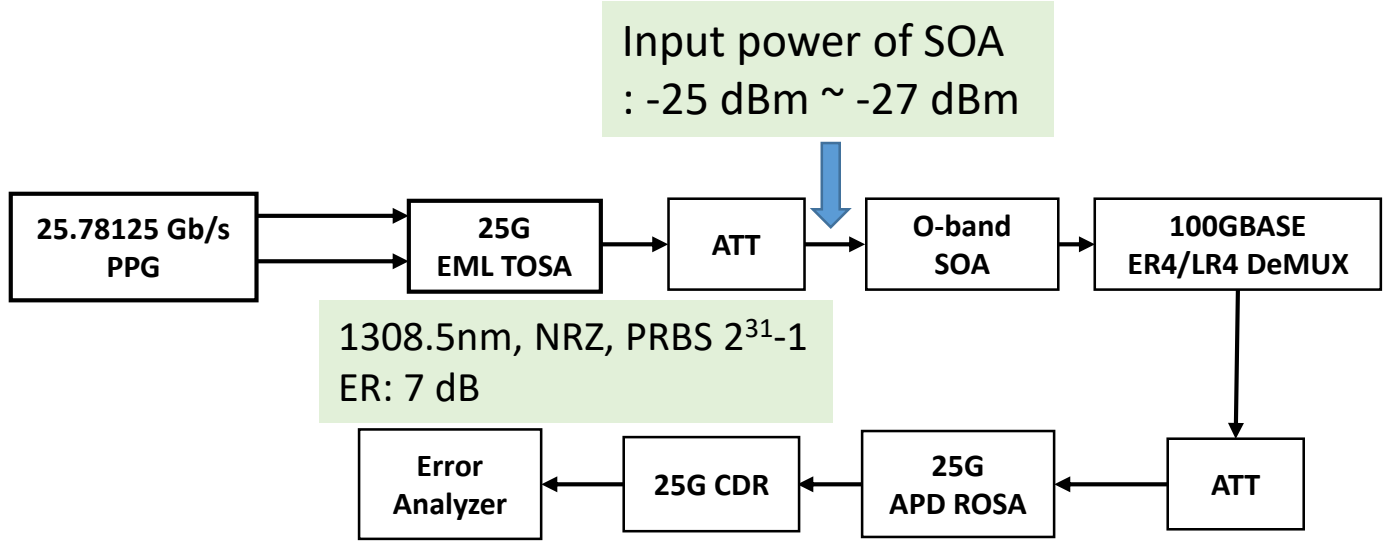 Input power of SOA
: -25 dBm ~ -27 dBm
25.78125 Gb/s
PPG
25G
EML TOSA
ATT
O-band
SOA
100GBASE
ER4/LR4 DeMUX
1308.5nm, NRZ, PRBS 2³¹-1
ER: 7 dB
Error
Analyzer
25G CDR
25G
APD ROSA
ATT